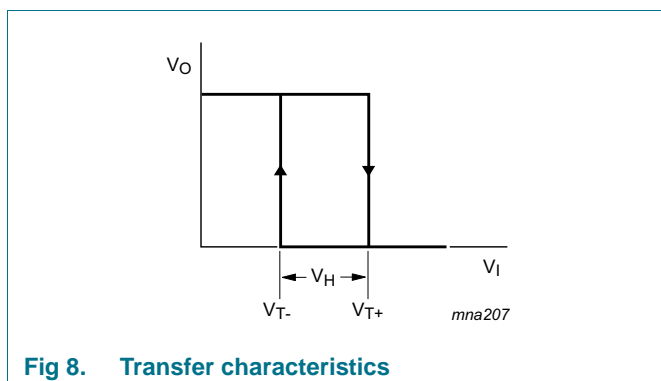 VO
VH
VI
VT-
VT+
mna207
Fig 8. Transfer characteristics